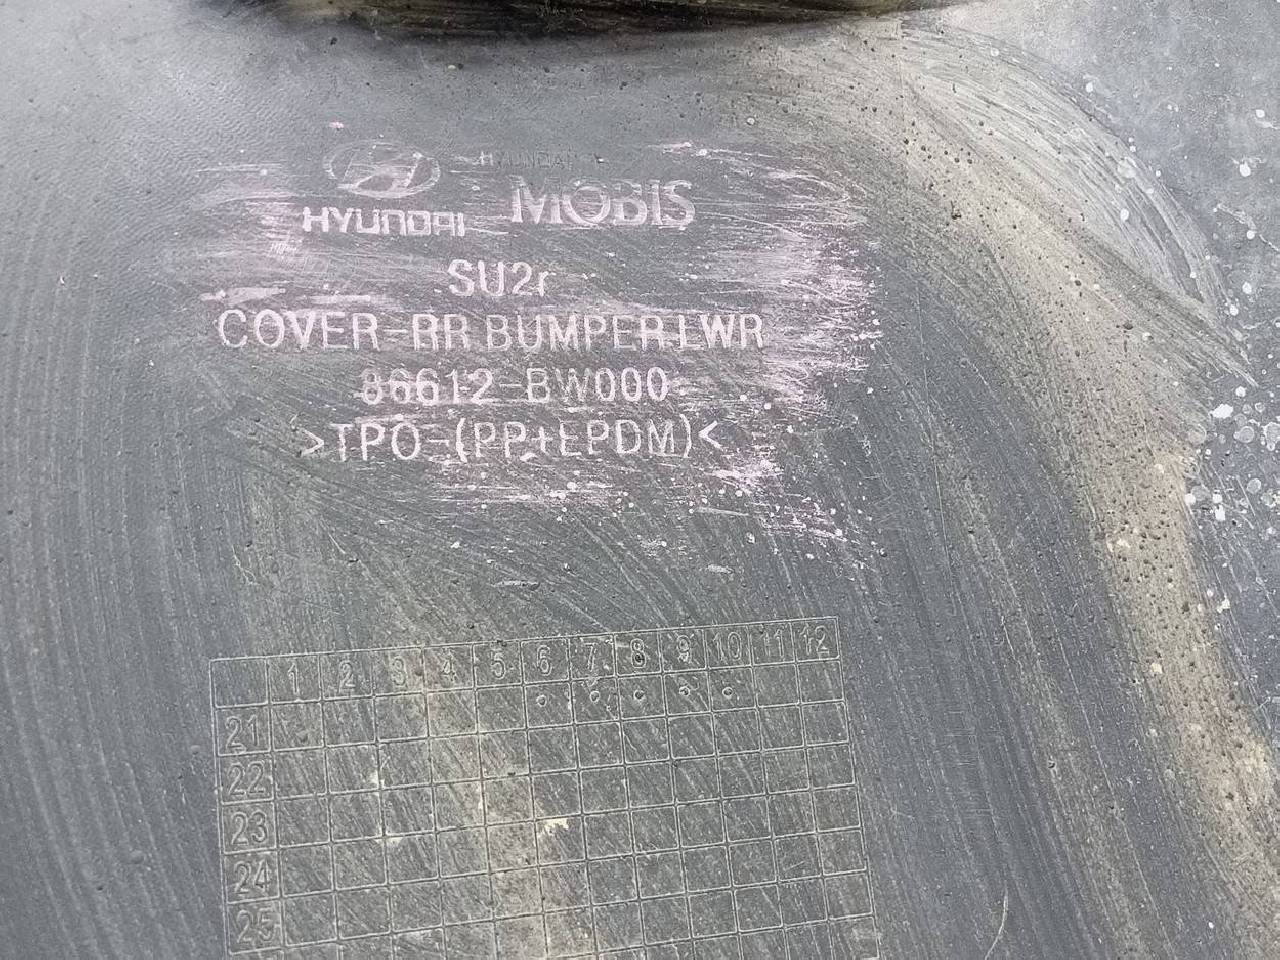 HYUNDAI
HYUNDAI
MOBIS
SU2r
COVER-RR BUMPER LWR
86612-BW000
>TPO-(PP+EPDM)<
1 2 3 4 5 6 7 8 9 10 11 12
21
22
23
24
25